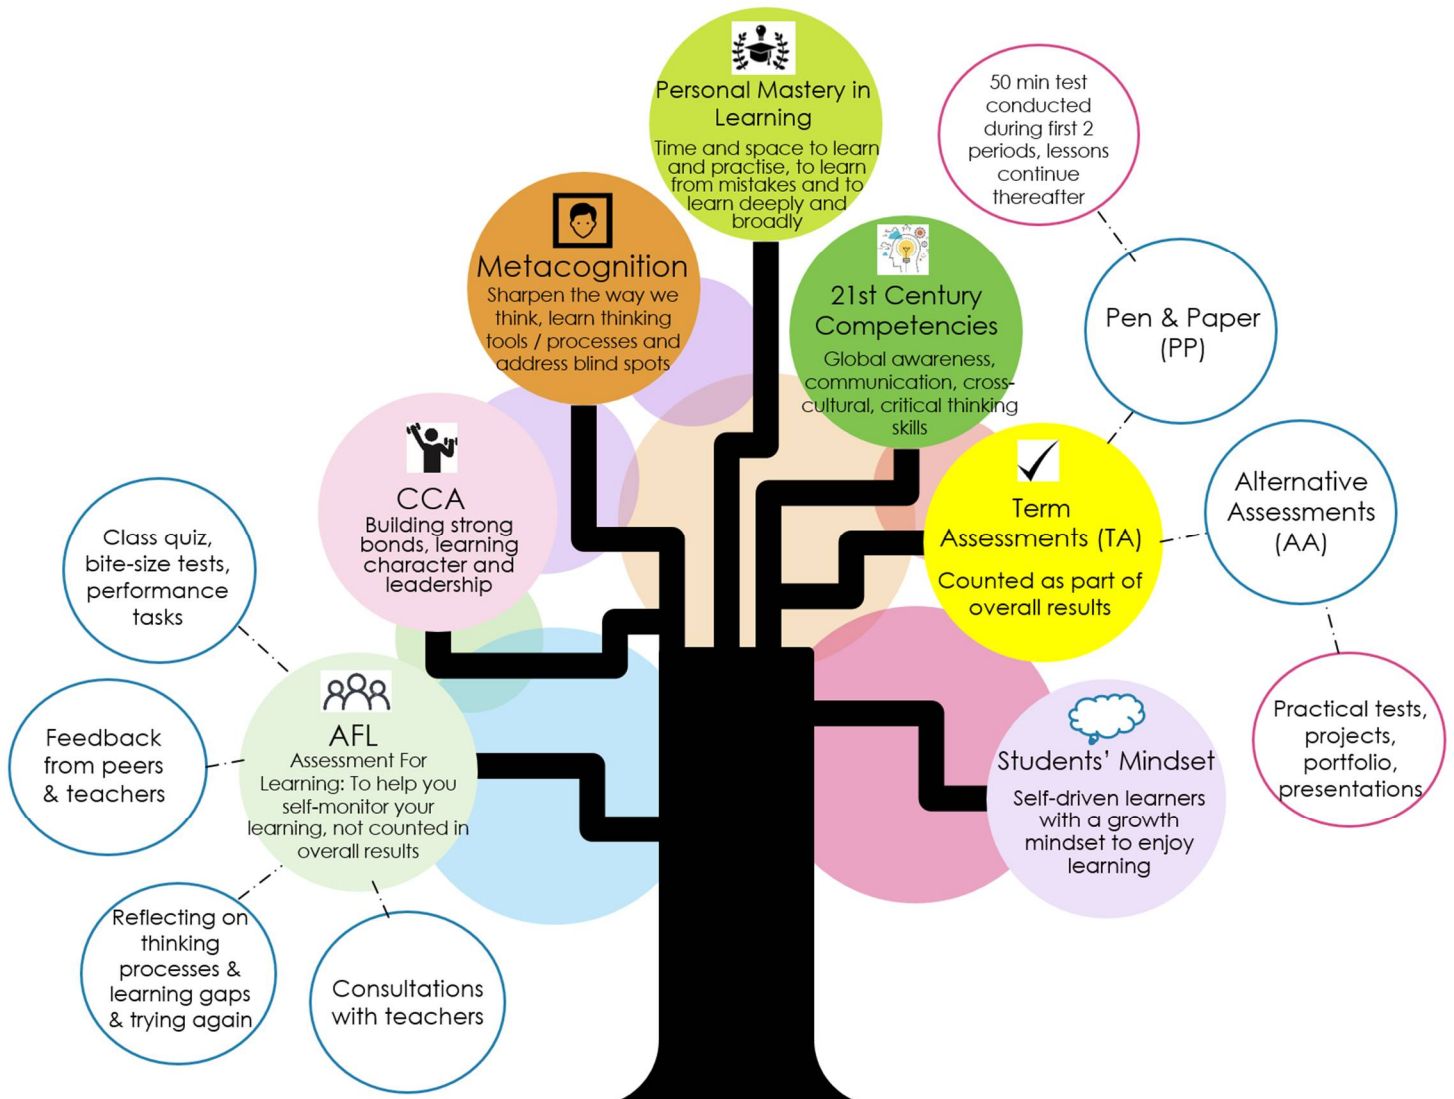 Personal Mastery in
Learning
Time and space to learn
and practise, to learn
from mistakes and to
learn deeply and
broadly
50 min test
conducted
during first 2
periods, lessons
continue
thereafter
Metacognition
Sharpen the way we
think, learn thinking
tools / processes and
address blind spots
21st Century
Competencies
Global awareness,
communication, cross-
cultural, critical thinking
skills
Pen & Paper
(PP)
CCA
Building strong
bonds, learning
character and
leadership
Term
Assessments (TA)
Counted as part of
overall results
Alternative
Assessments
(AA)
Class quiz,
bite-size tests,
performance
tasks
Feedback
from peers
& teachers
AFL
Assessment For
Learning: To help you
self-monitor your
learning, not counted in
overall results
Students' Mindset
Self-driven learners
with a growth
mindset to enjoy
learning
Practical tests,
projects,
portfolio,
presentations
Reflecting on
thinking
processes &
learning gaps
& trying again
Consultations
with teachers